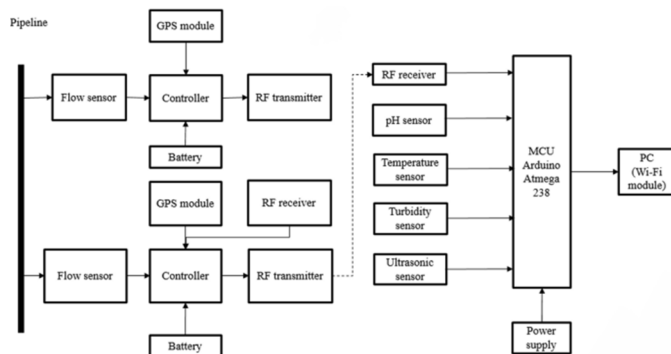 Pipeline
GPS module
Flow sensor
Controller
RF transmitter
Battery
GPS module
RF receiver
Flow sensor
Controller
RF transmitter
Battery
RF receiver
pH sensor
Temperature
sensor
Turbidity
sensor
Ultrasonic
sensor
MCU
Arduino
Atmega
238
PC
(Wi-Fi
module)
Power
supply